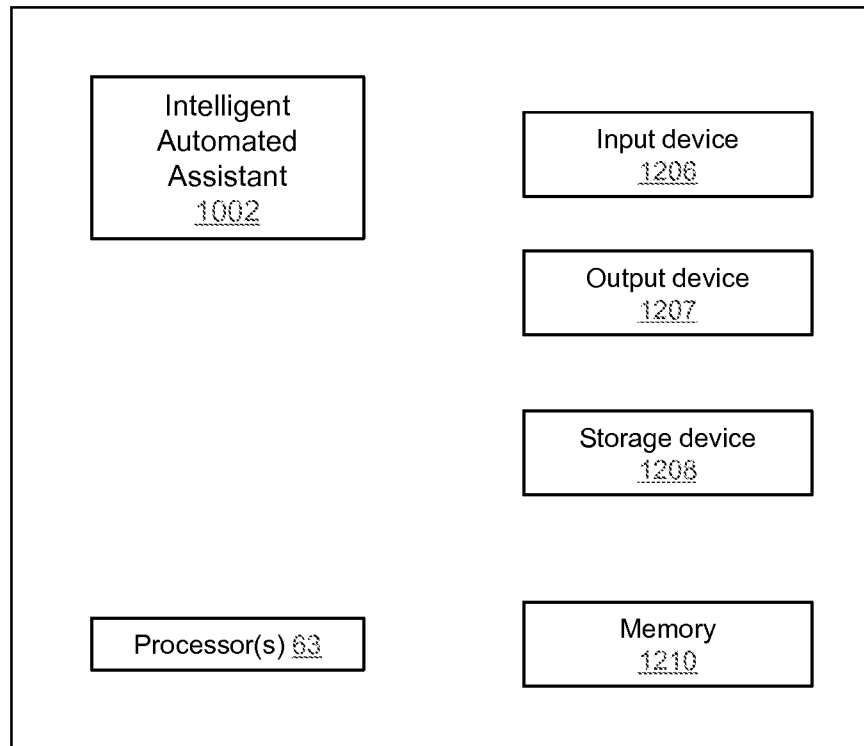 Intelligent
Automated
Assistant
1002
Input device
1206
Output device
1207
Storage device
1208
Processor(s) 63
Memory
1210